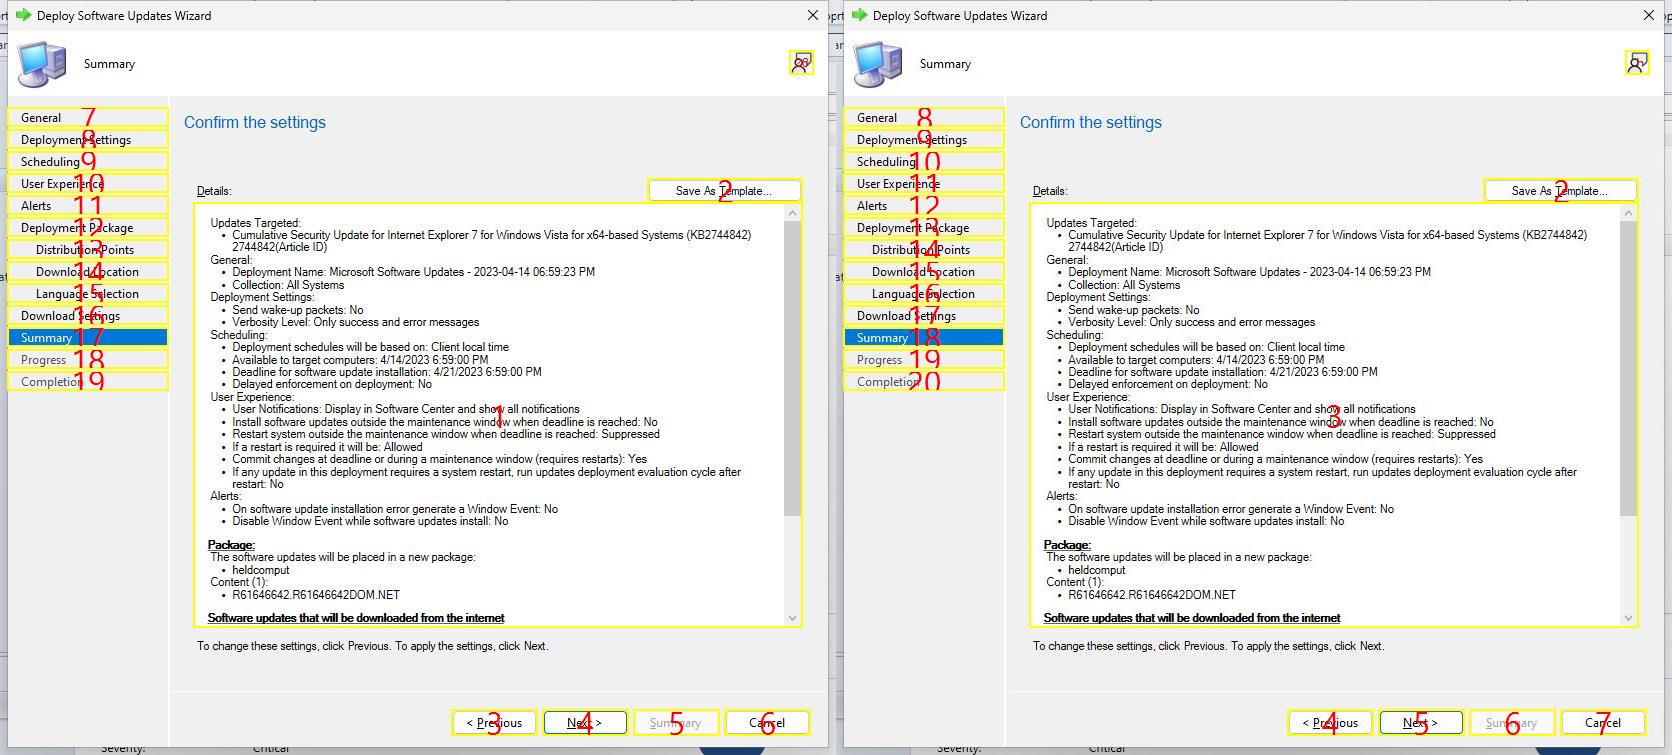 Deploy Software Updates Wizard
Summary
20
General 7
Deployment Settings 8
Scheduling 9
User Experience 10
Alerts 11
Deployment Package 12
Distribution Points 13
Download Location 14
Language Selection 15
Download Settings 16
Summary 17
Progress 18
Completion 19
Confirm the settings
Details:
Save As Template... 2
Updates Targeted:
• Cumulative Security Update for Internet Explorer 7 for Windows Vista for x64-based Systems (KB2744842)
2744842(Article ID)
General:
• Deployment Name: Microsoft Software Updates - 2023-04-14 06:59:23 PM
• Collection: All Systems
Deployment Settings:
• Send wake-up packets: No
• Verbosity Level: Only success and error messages
Scheduling:
• Deployment schedules will be based on: Client local time
• Available to target computers: 4/14/2023 6:59:00 PM
• Deadline for software update installation: 4/21/2023 6:59:00 PM
• Delayed enforcement on deployment: No
User Experience:
• User Notifications: Display in Software Center and show all notifications
1
• Install software updates outside the maintenance window when deadline is reached: No
• Restart system outside the maintenance window when deadline is reached: Suppressed
• If a restart is required it will be: Allowed
• Commit changes at deadline or during a maintenance window (requires restarts): Yes
• If any update in this deployment requires a system restart, run updates deployment evaluation cycle after
restart: No
Alerts:
• On software update installation error generate a Window Event: No
• Disable Window Event while software updates install: No
Package:
The software updates will be placed in a new package:
• heldcomput
Content (1):
• R61646642.R61646642DOM.NET
Software updates that will be downloaded from the internet
To change these settings, click Previous. To apply the settings, click Next.
< Previous 3
Next > 4
Summary 5
Cancel 6
Severity: Critical
Deploy Software Updates Wizard
Summary
General 8
Deployment Settings 9
Scheduling 10
User Experience 11
Alerts 12
Deployment Package 13
Distribution Points 14
Download Location 15
Language Selection 16
Download Settings 17
Summary 18
Progress 19
Completion 20
Confirm the settings
Details:
Save As Template... 2
Updates Targeted:
• Cumulative Security Update for Internet Explorer 7 for Windows Vista for x64-based Systems (KB2744842)
2744842(Article ID)
General:
• Deployment Name: Microsoft Software Updates - 2023-04-14 06:59:23 PM
• Collection: All Systems
Deployment Settings:
• Send wake-up packets: No
• Verbosity Level: Only success and error messages
Scheduling:
• Deployment schedules will be based on: Client local time
• Available to target computers: 4/14/2023 6:59:00 PM
• Deadline for software update installation: 4/21/2023 6:59:00 PM
• Delayed enforcement on deployment: No
User Experience:
• User Notifications: Display in Software Center and show all notifications
3
• Install software updates outside the maintenance window when deadline is reached: No
• Restart system outside the maintenance window when deadline is reached: Suppressed
• If a restart is required it will be: Allowed
• Commit changes at deadline or during a maintenance window (requires restarts): Yes
• If any update in this deployment requires a system restart, run updates deployment evaluation cycle after
restart: No
Alerts:
• On software update installation error generate a Window Event: No
• Disable Window Event while software updates install: No
Package:
The software updates will be placed in a new package:
• heldcomput
Content (1):
• R61646642.R61646642DOM.NET
Software updates that will be downloaded from the internet
To change these settings, click Previous. To apply the settings, click Next.
< Previous 4
Next > 5
Summary 6
Cancel 7
Severity: Critical